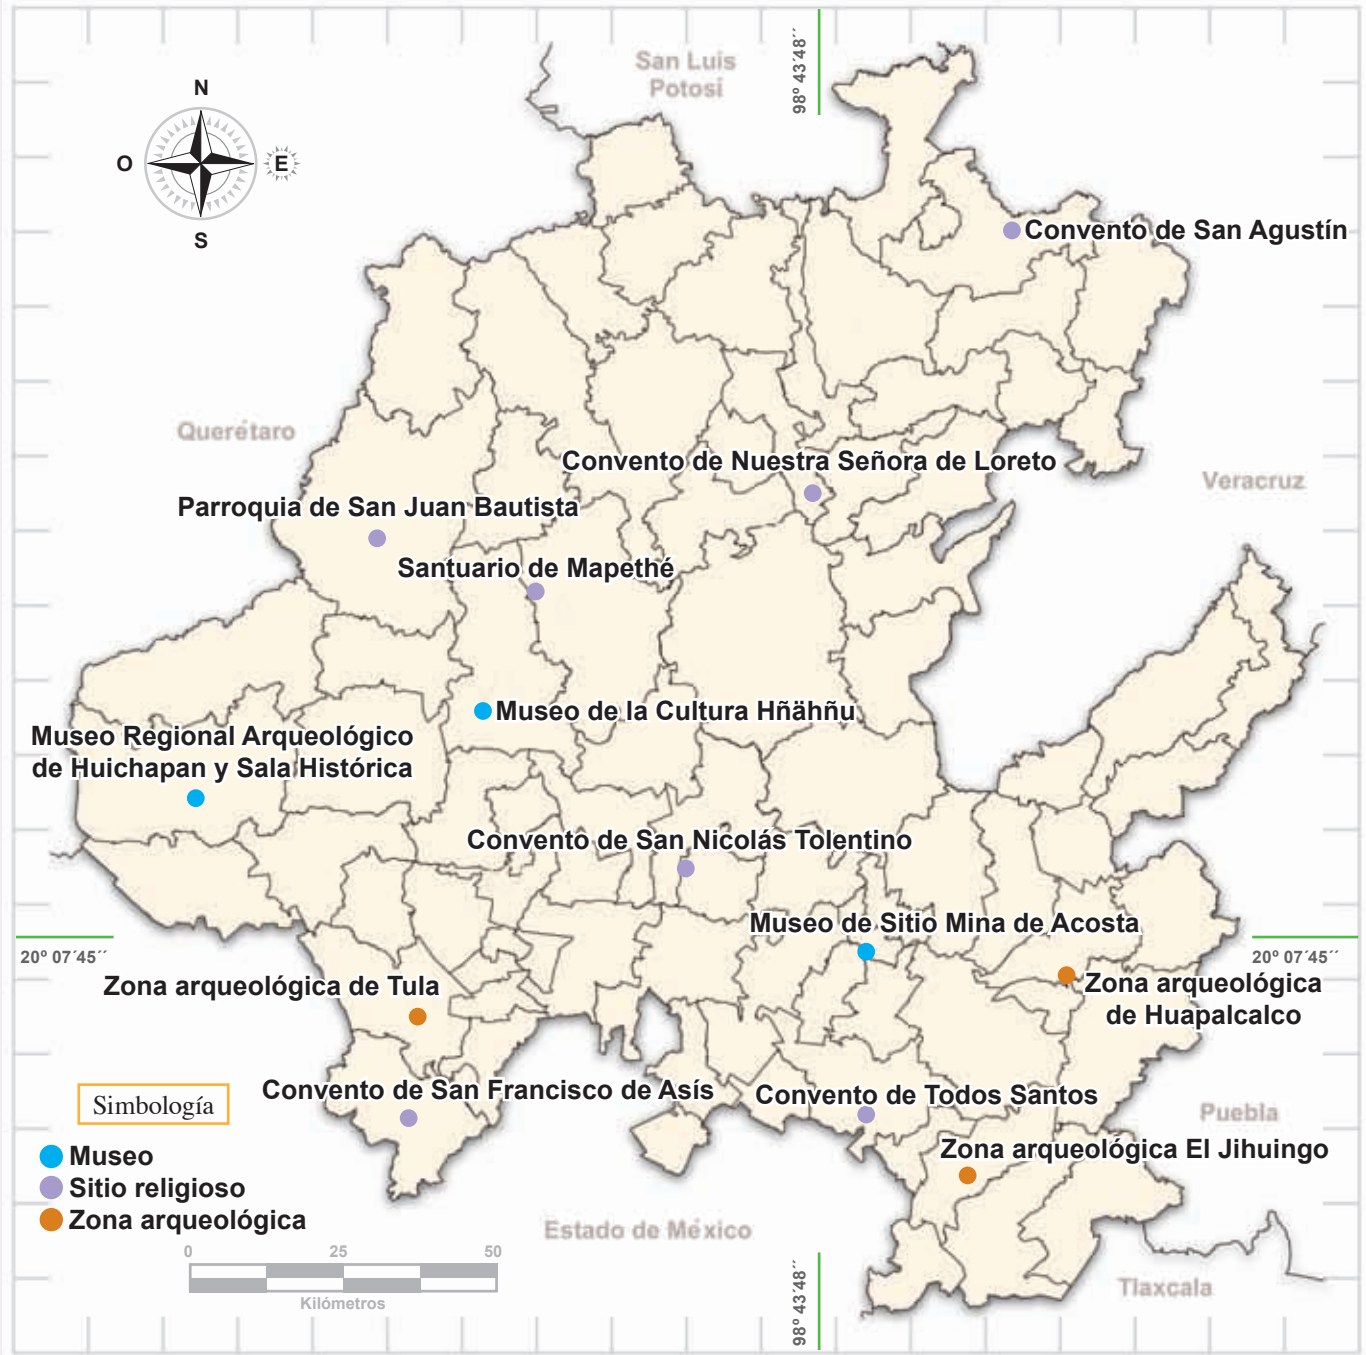 San Luis
Potosí
98° 43´48´´
N
O
E
S
Convento de San Agustín
Querétaro
Convento de Nuestra Señora de Loreto
Veracruz
Parroquia de San Juan Bautista
Santuario de Mapethé
Museo de la Cultura Hñähñu
Museo Regional Arqueológico
de Huichapan y Sala Histórica
Convento de San Nicolás Tolentino
Museo de Sitio Mina de Acosta
20° 07´45´´
20° 07´45´´
Zona arqueológica de Tula
Zona arqueológica
de Huapalcalco
Convento de San Francisco de Asís
Convento de Todos Santos
Simbología
Puebla
Museo
Zona arqueológica El Jihuingo
Sitio religioso
Zona arqueológica
Estado de México
0 25 50
Kilómetros
98° 43´48´´
Tlaxcala